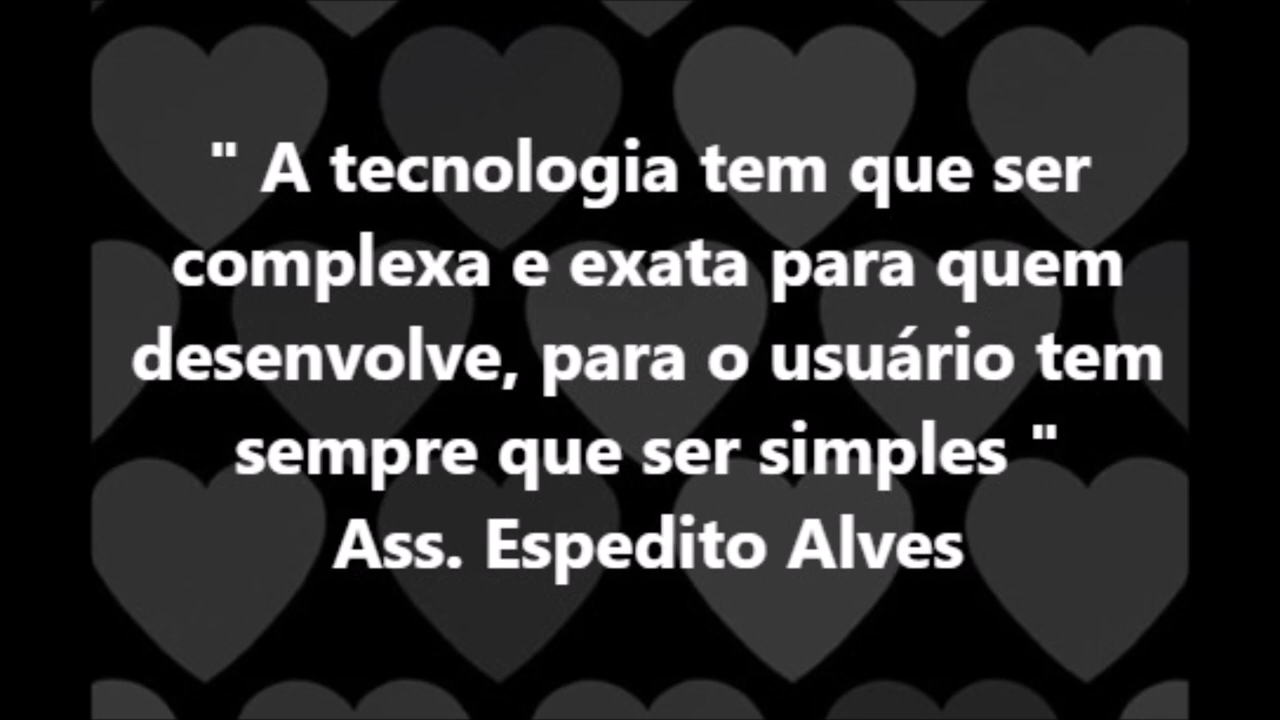 " A tecnologia tem que ser
complexa e exata para quem
desenvolve, para o usuário tem
sempre que ser simples "
Ass. Espedito Alves